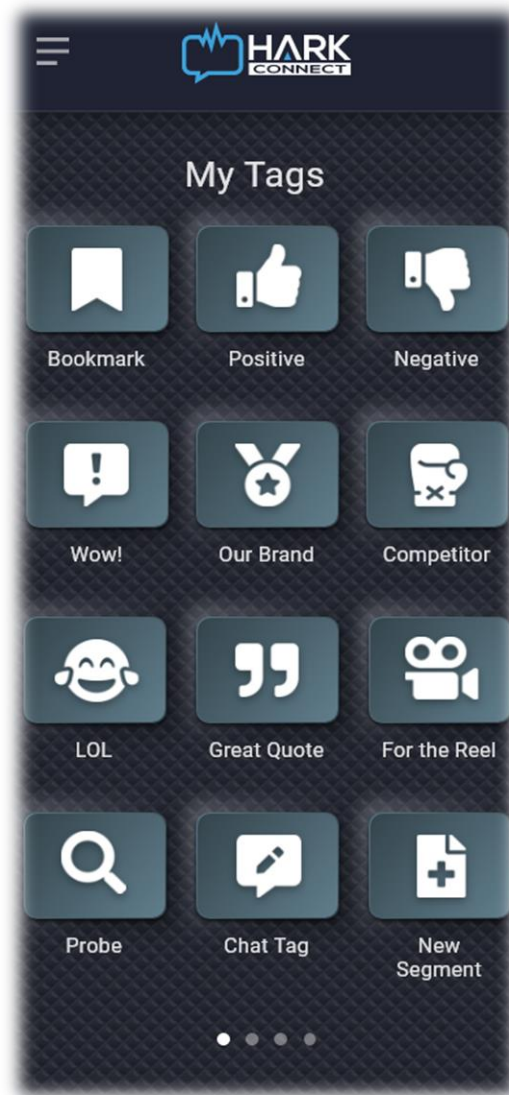 HARK
CONNECT
My Tags
Bookmark
Positive
Negative
Wow!
Our Brand
Competitor
LOL
Great Quote
For the Reel
Probe
Chat Tag
New
Segment